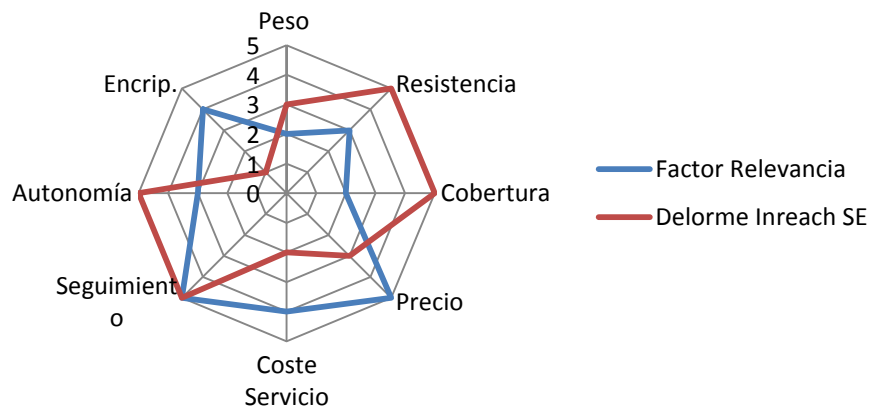 Peso
5
4
3
2
1
0
Encrip.
Resistencia
Autonomía
Cobertura
Seguimient
o
Precio
Coste
Servicio
Factor Relevancia
Delorme Inreach SE